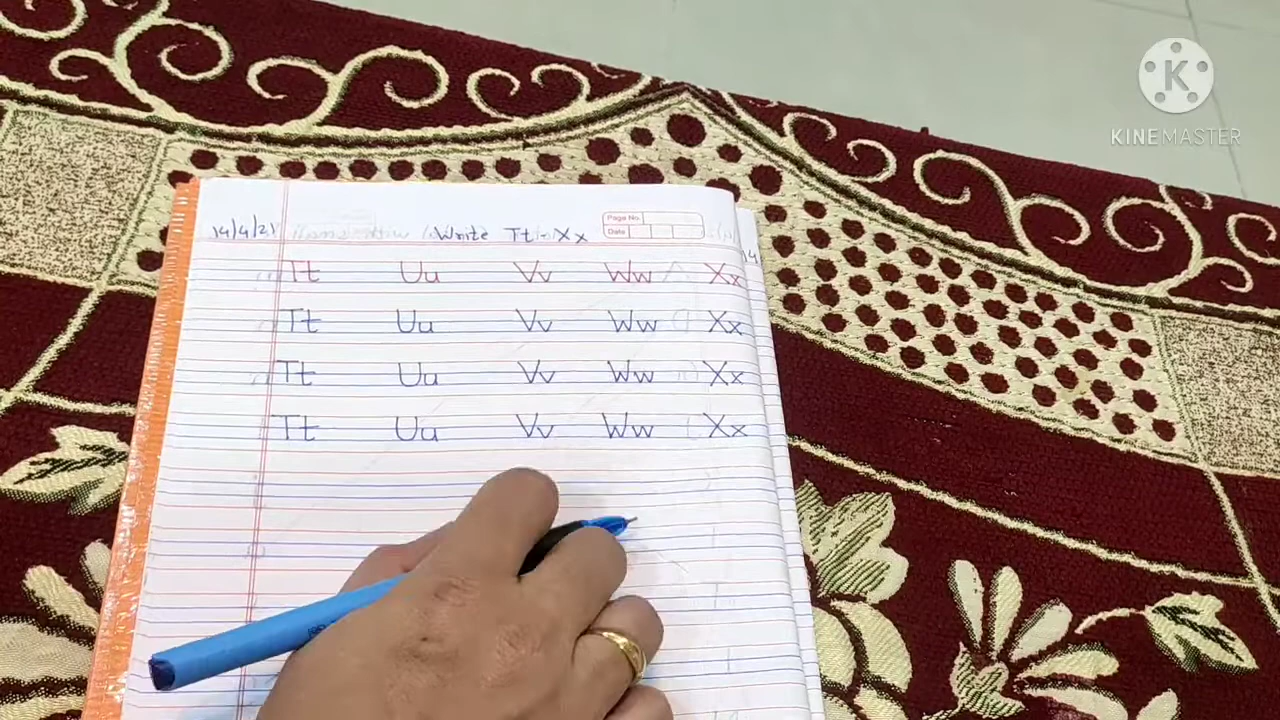 K
KINEMASTER
Page No.
14/4/21 Write Tt - Xx Date
Tt Uu Vv Ww Xx
Tt Uu Vv Ww Xx
Tt Uu Vv Ww Xx
Tt Uu Vv Ww Xx